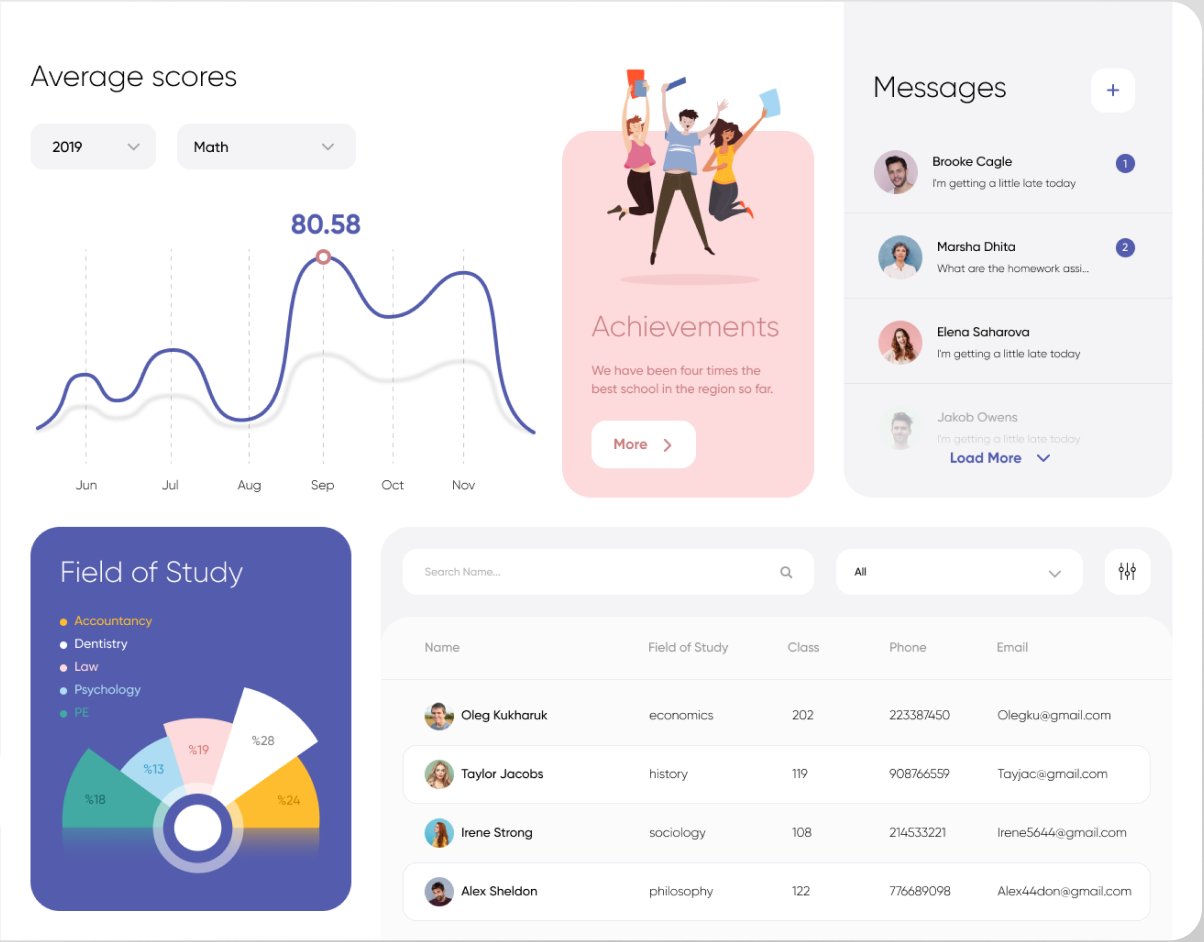 Average scores
2019
Math
80.58
Jun Jul Aug Sep Oct Nov
Achievements
We have been four times the
best school in the region so far.
More
Messages
+
Brooke Cagle
1
I'm getting a little late today
Marsha Dhita
2
What are the homework assi...
Elena Saharova
I'm getting a little late today
Jakob Owens
I'm getting a little late today
Load More
Field of Study
Accountancy
Dentistry
Law
Psychology
PE
%18
%13
%19
%28
%24
Search Name...
All
Name Field of Study Class Phone Email
Oleg Kukharuk economics 202 223387450 Olegku@gmail.com
Taylor Jacobs history 119 908766559 Tayjac@gmail.com
Irene Strong sociology 108 214533221 Irene5644@gmail.com
Alex Sheldon philosophy 122 776689098 Alex44don@gmail.com